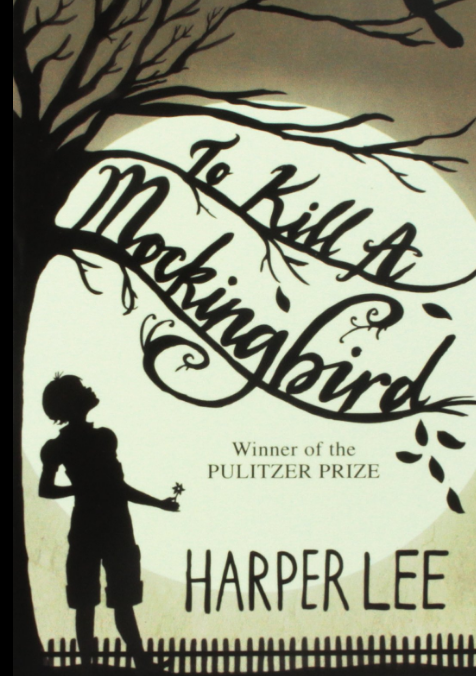 To Kill A
Mockingbird
Winner of the
PULITZER PRIZE
HARPER LEE